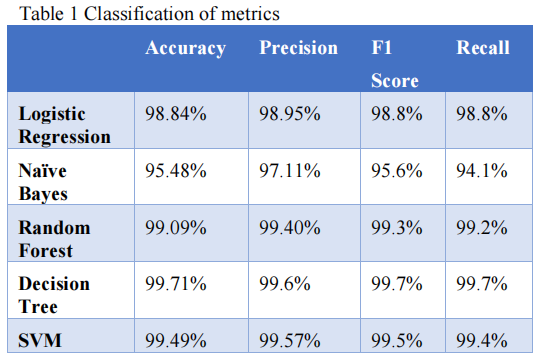 Table 1 Classification of metrics
Accuracy Precision F1 Score Recall
Logistic Regression 98.84% 98.95% 98.8% 98.8%
Naïve Bayes 95.48% 97.11% 95.6% 94.1%
Random Forest 99.09% 99.40% 99.3% 99.2%
Decision Tree 99.71% 99.6% 99.7% 99.7%
SVM 99.49% 99.57% 99.5% 99.4%